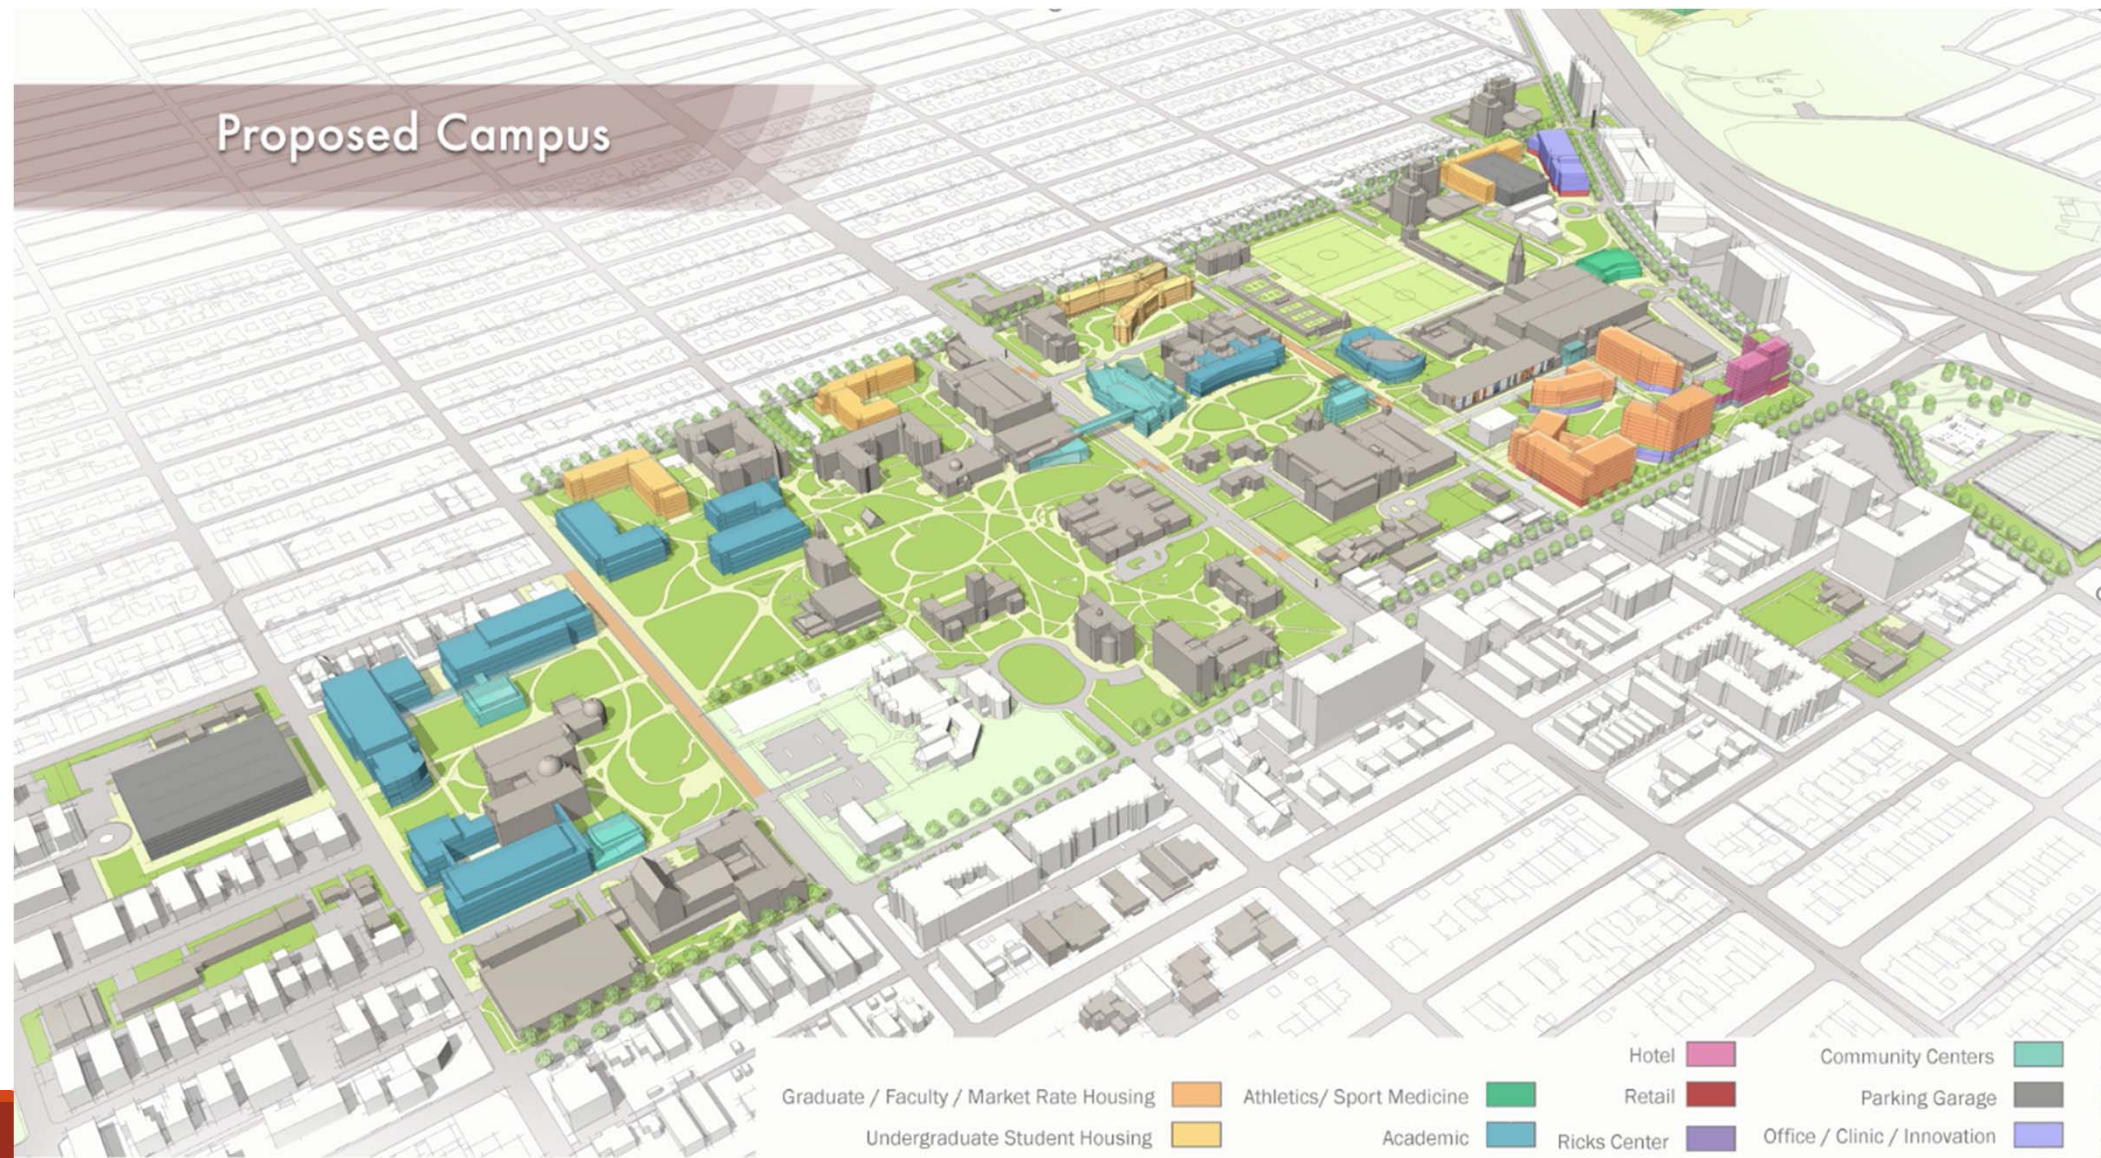 Proposed Campus
Hotel
Community Centers
Graduate / Faculty / Market Rate Housing
Athletics/ Sport Medicine
Retail
Parking Garage
Undergraduate Student Housing
Academic
Ricks Center
Office / Clinic / Innovation